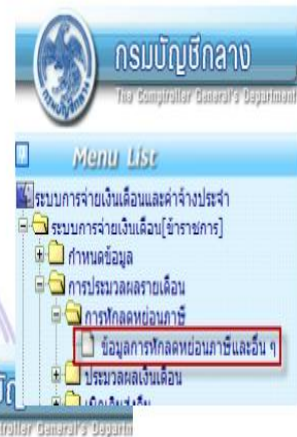 กรมบัญชีกลาง
The Comptroller General's Department
Menu List
ระบบการจ่ายเงินเดือนและค่าจ้างประจำ
ระบบการจ่ายเงินเดือน[ข้าราชการ]
กำหนดข้อมูล
การประมวลผลรายเดือน
การหักลดหย่อนภาษี
ข้อมูลการหักลดหย่อนภาษีและอื่น ๆ
ประมวลผลเงินเดือน
General's Departm